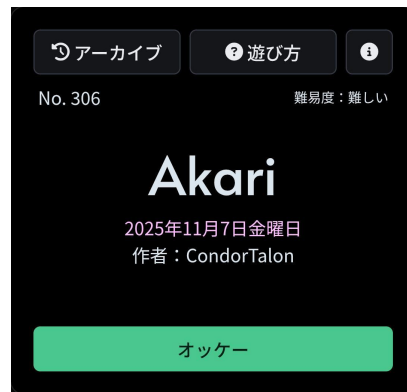 アーカイブ 遊び方
No. 306 難易度：難しい
Akari
2025年11月7日金曜日
作者：CondorTalon
オッケー